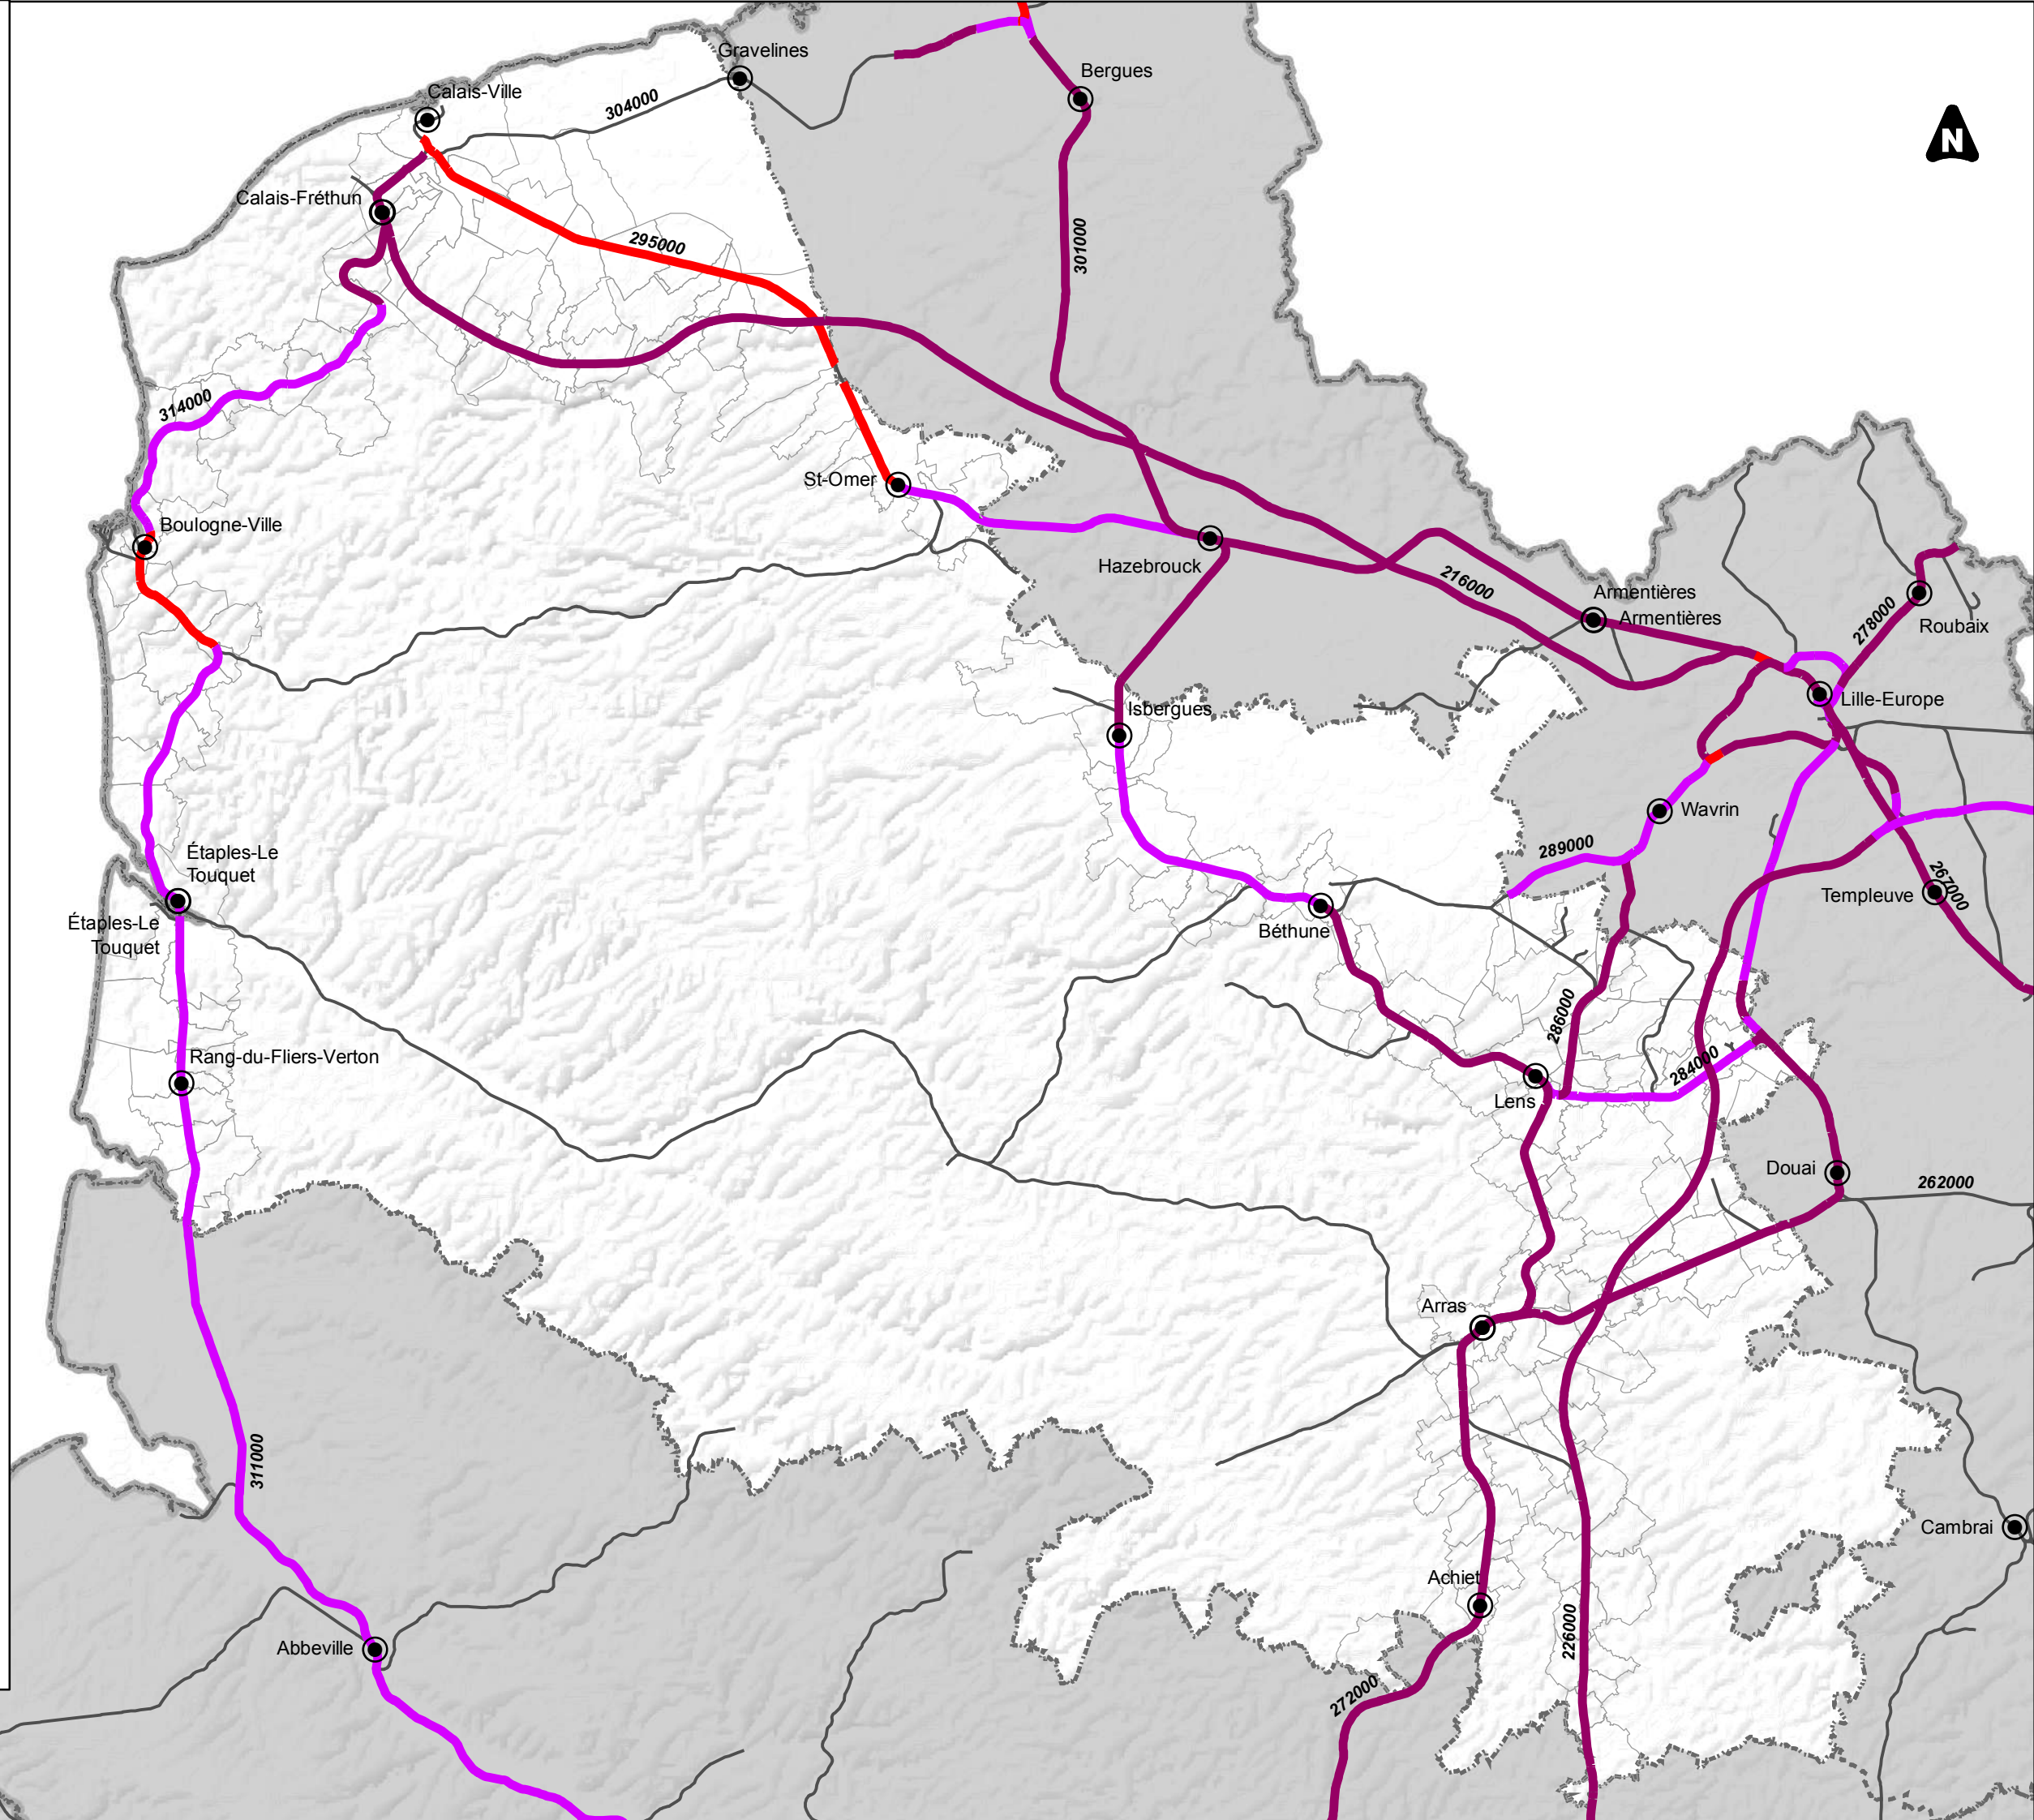 Gravelines
Bergues
Calais-Ville
304000
N
Calais-Fréthun
295000
301000
314000
St-Omer
Boulogne-Ville
Hazebrouck
216000
Armentières
Armentières
278000
Roubaix
Lille-Europe
Isbergues
Wavrin
289000
Étaples-Le
Touquet
Templeuve
267000
Étaples-Le
Touquet
Béthune
286000
Rang-du-Fliers-Verton
284000
Lens
Douai
262000
Arras
311000
Cambrai
Achiet
226000
Abbeville
272000